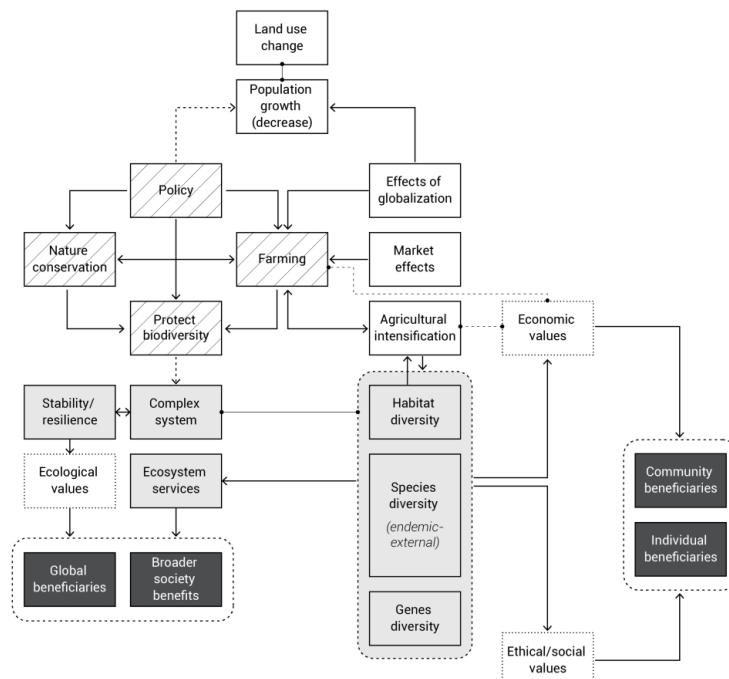 Land use
change
Population
growth
(decrease)
Policy
Effects of
globalization
Nature
conservation
Farming
Market
effects
Protect
biodiversity
Agricultural
intensification
Economic
values
Stability/
resilience
Complex
system
Habitat
diversity
Ecological
values
Ecosystem
services
Species
diversity
(endemic-
external)
Community
beneficiaries
Individual
beneficiaries
Global
beneficiaries
Broader
society
benefits
Genes
diversity
Ethical/social
values